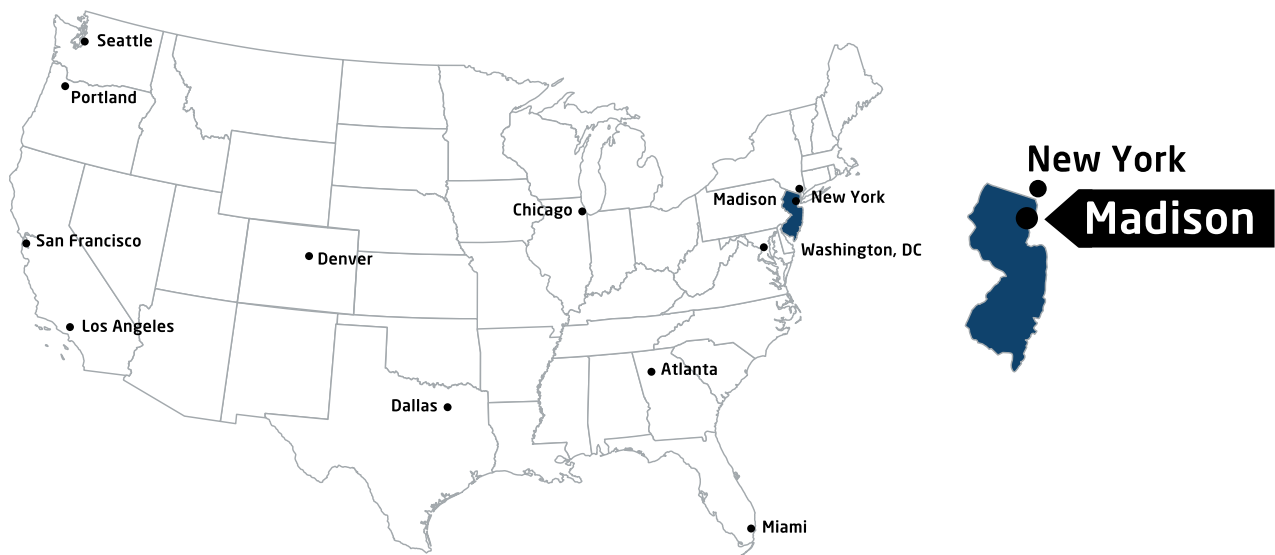 Seattle
Portland
New York
Madison
Madison
New York
Chicago
San Francisco
Washington, DC
Denver
Los Angeles
Atlanta
Dallas
Miami